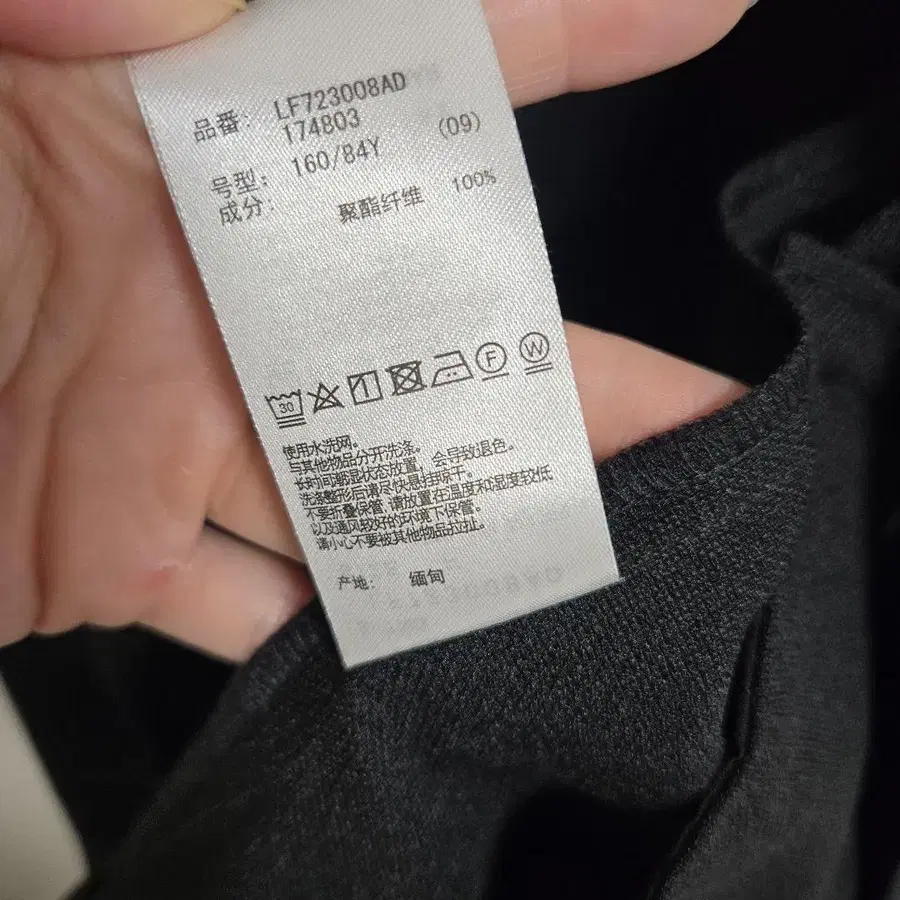 品番: LF723008AD
174803 (09)
号型: 160/84Y
成分: 聚酯纤维 100%
30 F W
使用水洗网。
与其他物品分开洗涤。
长时间潮湿状态放置，会导致退色。
洗涤整形后请尽快悬挂晾干。
不要折叠保管，请放置在温度和湿度较低
以及通风较好的环境下保管。
请小心不要被其他物品拉扯。
产地: 缅甸